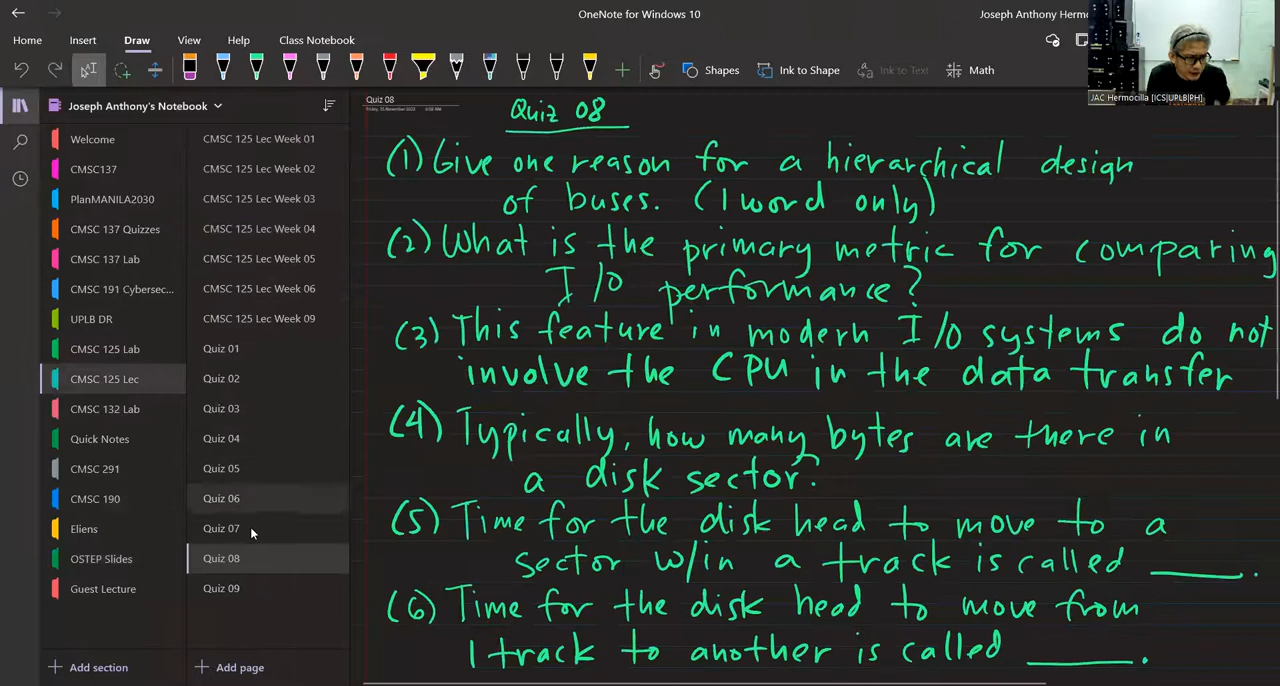 OneNote for Windows 10
Joseph Anthony Hermo
Home Insert Draw View Help Class Notebook
Shapes Ink to Shape Ink to Text Math
JAC Hermocilla [ICS|UPLB|PH]
Joseph Anthony's Notebook
Welcome
CMSC137
PlanMANILA2030
CMSC 137 Quizzes
CMSC 137 Lab
CMSC 191 Cybersec...
UPLB DR
CMSC 125 Lab
CMSC 125 Lec
CMSC 132 Lab
Quick Notes
CMSC 291
CMSC 190
Eliens
OSTEP Slides
Guest Lecture
Add section
CMSC 125 Lec Week 01
CMSC 125 Lec Week 02
CMSC 125 Lec Week 03
CMSC 125 Lec Week 04
CMSC 125 Lec Week 05
CMSC 125 Lec Week 06
CMSC 125 Lec Week 09
Quiz 01
Quiz 02
Quiz 03
Quiz 04
Quiz 05
Quiz 06
Quiz 07
Quiz 08
Quiz 09
Add page
Quiz 08
Quiz 08
(1) Give one reason for a hierarchical design
of buses. (1 word only)
(2) What is the primary metric for comparing
I/O performance?
(3) This feature in modern I/O systems do not
involve the CPU in the data transfer
(4) Typically, how many bytes are there in
a disk sector?
(5) Time for the disk head to move to a
sector w/in a track is called ____.
(6) Time for the disk head to move from
1 track to another is called ____.